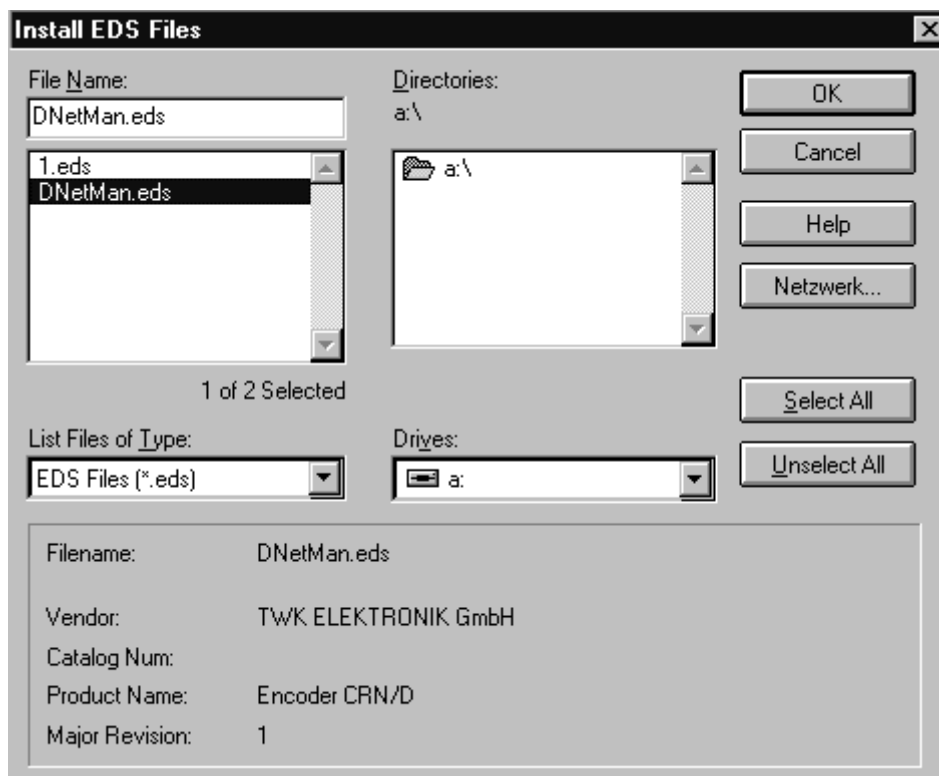 Install EDS Files
File Name:
DNetMan.eds
1.eds
DNetMan.eds
1 of 2 Selected
List Files of Type:
EDS Files (*.eds)
Directories:
a:\
a:\
Drives:
a:
OK
Cancel
Help
Netzwerk...
Select All
Unselect All
Filename: DNetMan.eds
Vendor: TWK ELEKTRONIK GmbH
Catalog Num:
Product Name: Encoder CRN/D
Major Revision: 1